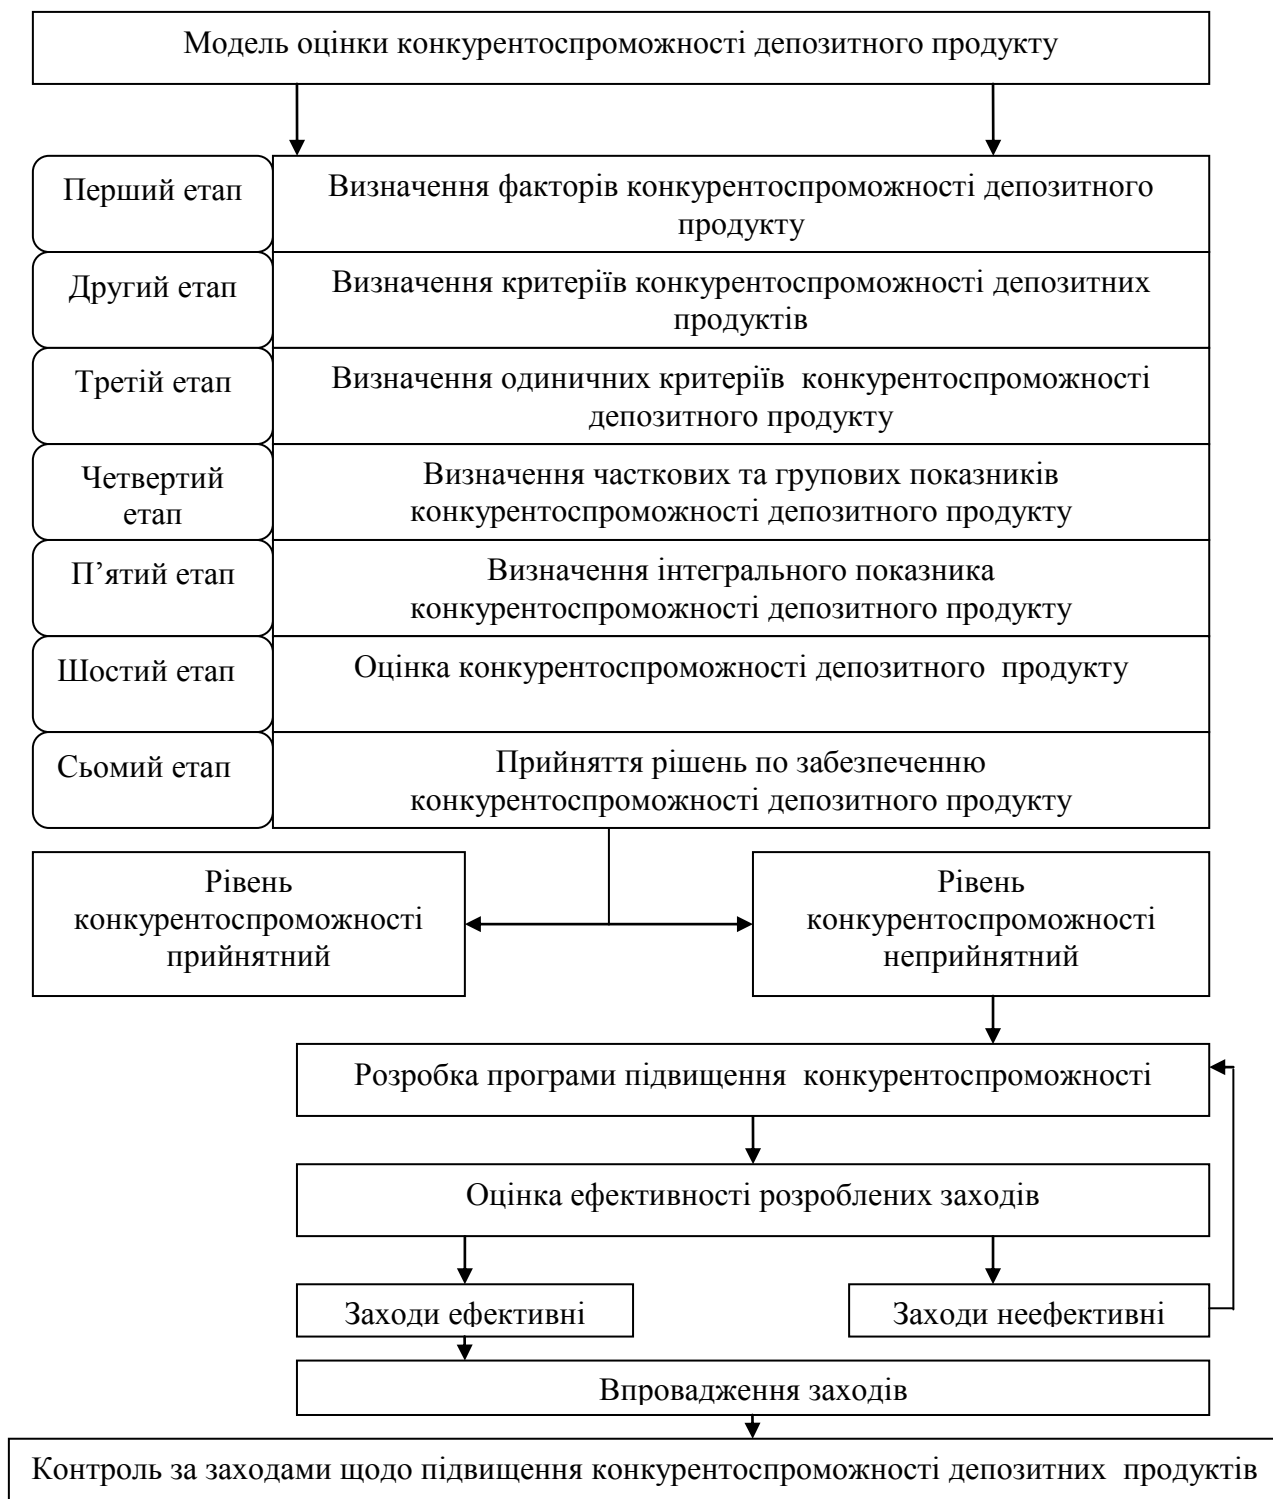 Модель оцінки конкурентоспроможності депозитного продукту
Перший етап
Визначення факторів конкурентоспроможності депозитного
продукту
Другий етап
Визначення критеріїв конкурентоспроможності депозитних
продуктів
Третій етап
Визначення одиничних критеріїв конкурентоспроможності
депозитного продукту
Четвертий
етап
Визначення часткових та групових показників
конкурентоспроможності депозитного продукту
П’ятий етап
Визначення інтегрального показника
конкурентоспроможності депозитного продукту
Шостий етап
Оцінка конкурентоспроможності депозитного продукту
Сьомий етап
Прийняття рішень по забезпеченню
конкурентоспроможності депозитного продукту
Рівень
конкурентоспроможності
прийнятний
Рівень
конкурентоспроможності
неприйнятний
Розробка програми підвищення конкурентоспроможності
Оцінка ефективності розроблених заходів
Заходи ефективні
Заходи неефективні
Впровадження заходів
Контроль за заходами щодо підвищення конкурентоспроможності депозитних продуктів